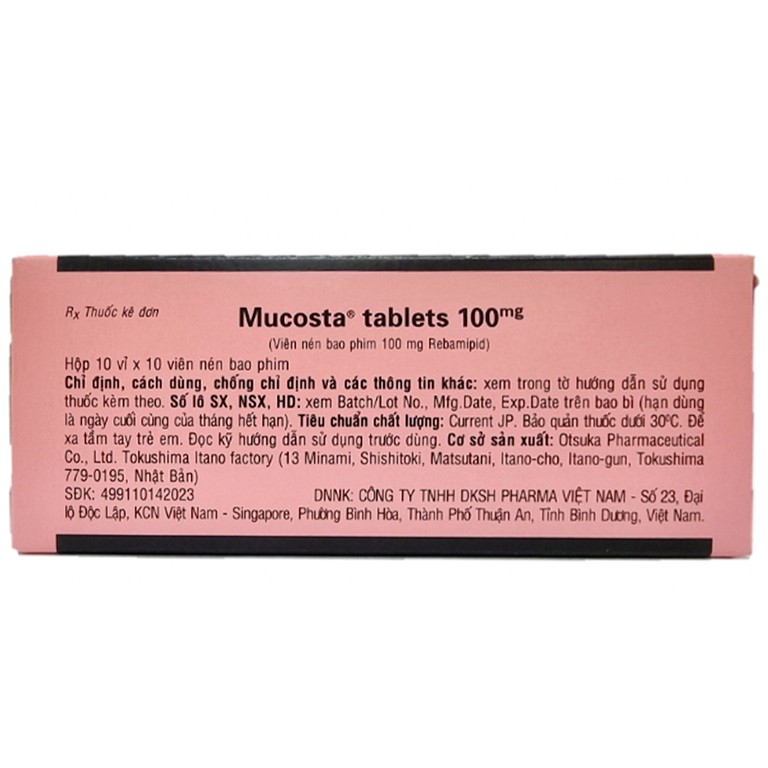 Rx Thuốc kê đơn
Mucosta® tablets 100mg
(Viên nén bao phim 100 mg Rebamipid)
Hộp 10 vỉ x 10 viên nén bao phim
Chỉ định, cách dùng, chống chỉ định và các thông tin khác: xem trong tờ hướng dẫn sử dụng
thuốc kèm theo. Số lô SX, NSX, HD: xem Batch/Lot No., Mfg.Date, Exp.Date trên bao bì (hạn dùng
là ngày cuối cùng của tháng hết hạn). Tiêu chuẩn chất lượng: Current JP. Bảo quản thuốc dưới 30ºC. Để
xa tầm tay trẻ em. Đọc kỹ hướng dẫn sử dụng trước dùng. Cơ sở sản xuất: Otsuka Pharmaceutical
Co., Ltd. Tokushima Itano factory (13 Minami, Shishitoki, Matsutani, Itano-cho, Itano-gun, Tokushima
779-0195, Nhật Bản)
SĐK: 499110142023 DNNK: CÔNG TY TNHH DKSH PHARMA VIỆT NAM - Số 23, Đại
lộ Độc Lập, KCN Việt Nam - Singapore, Phường Bình Hòa, Thành Phố Thuận An, Tỉnh Bình Dương, Việt Nam.